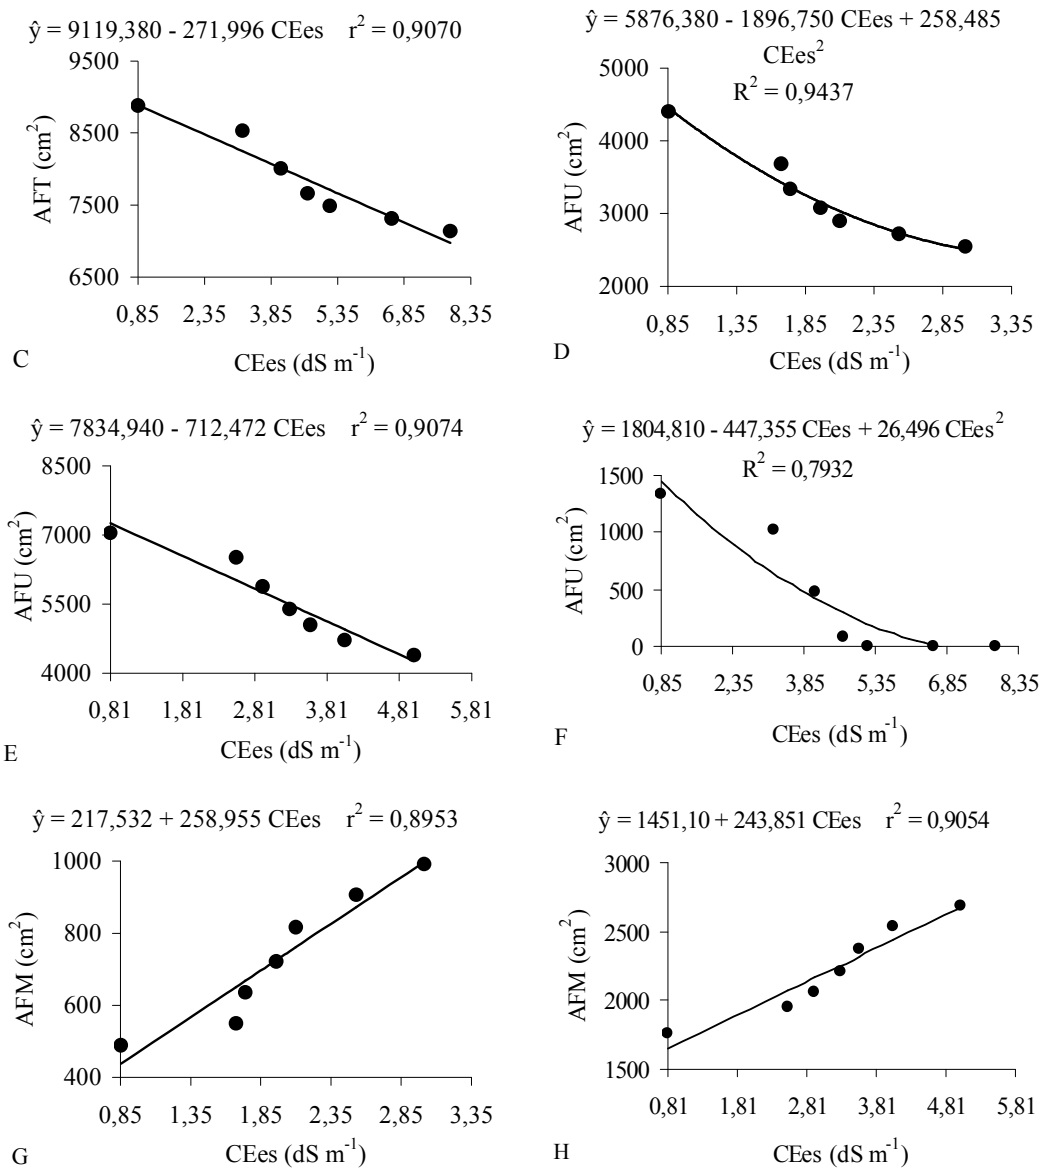 ŷ = 9119,380 - 271,996 CEes r² = 0,9070
9500
8500
7500
6500
AFT (cm²)
0,85 2,35 3,85 5,35 6,85 8,35
CEes (dS m⁻¹)
C
ŷ = 5876,380 - 1896,750 CEes + 258,485
CEes²
R² = 0,9437
5000
4000
3000
2000
AFU (cm²)
0,85 1,35 1,85 2,35 2,85 3,35
CEes (dS m⁻¹)
D
ŷ = 7834,940 - 712,472 CEes r² = 0,9074
8500
7000
5500
4000
AFU (cm²)
0,81 1,81 2,81 3,81 4,81 5,81
CEes (dS m⁻¹)
E
ŷ = 1804,810 - 447,355 CEes + 26,496 CEes²
R² = 0,7932
1500
1000
500
0
AFU (cm²)
0,85 2,35 3,85 5,35 6,85 8,35
CEes (dS m⁻¹)
F
ŷ = 217,532 + 258,955 CEes r² = 0,8953
1000
800
600
400
AFM (cm²)
0,85 1,35 1,85 2,35 2,85 3,35
CEes (dS m⁻¹)
G
ŷ = 1451,10 + 243,851 CEes r² = 0,9054
3000
2500
2000
1500
AFM (cm²)
0,81 1,81 2,81 3,81 4,81 5,81
CEes (dS m⁻¹)
H